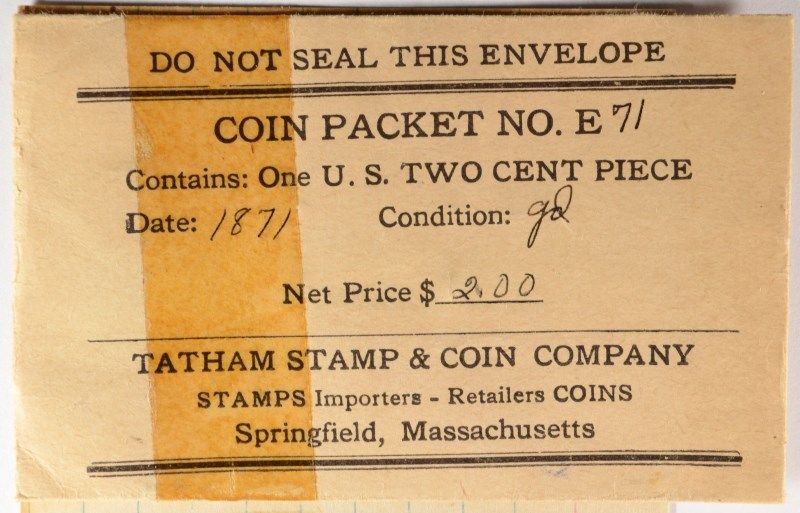 DO NOT SEAL THIS ENVELOPE
COIN PACKET NO. E 71
Contains: One U. S. TWO CENT PIECE
Date: 1871 Condition: gd
Net Price $ 2.00
TATHAM STAMP & COIN COMPANY
STAMPS Importers - Retailers COINS
Springfield, Massachusetts